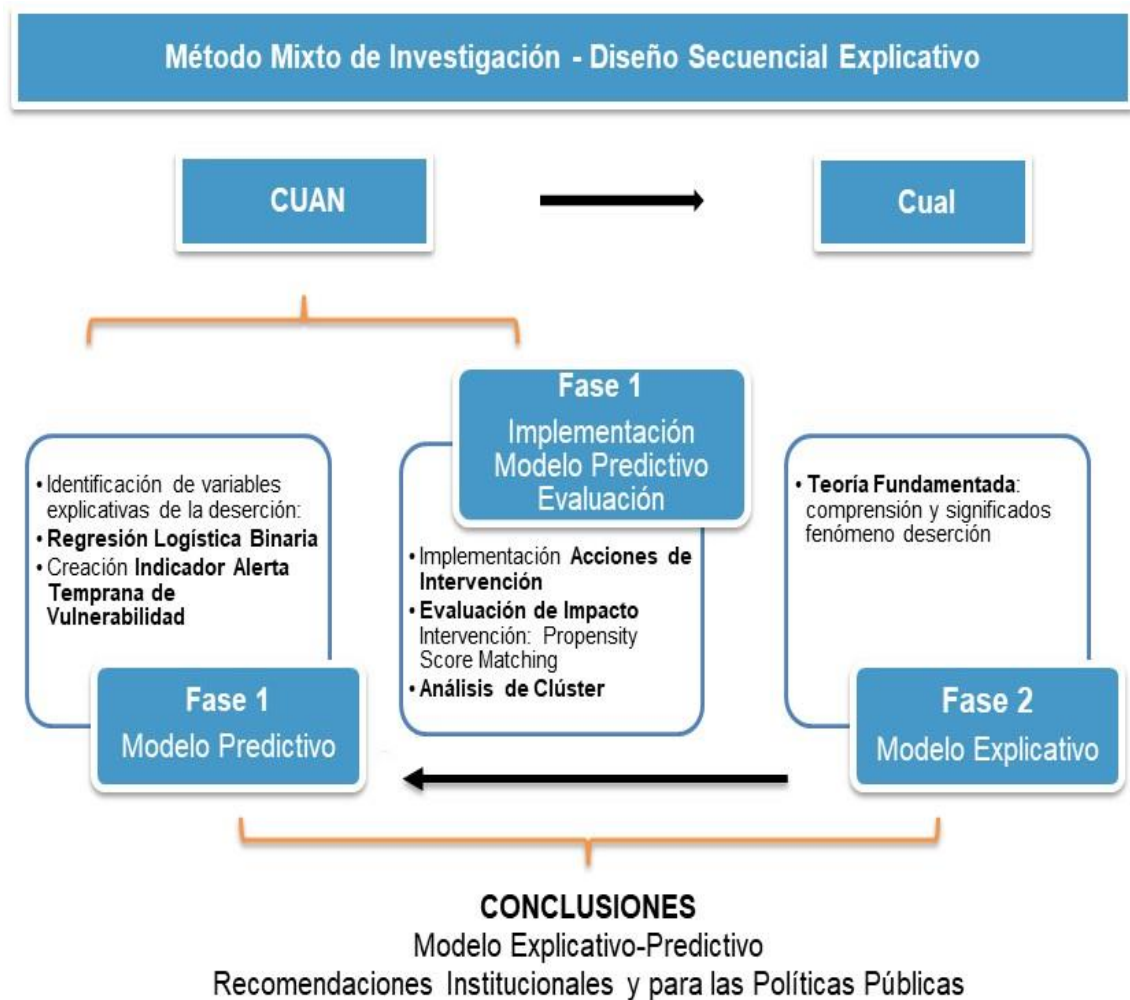 Método Mixto de Investigación - Diseño Secuencial Explicativo
CUAN
Cual
• Identificación de variables
explicativas de la deserción:
• Regresión Logística Binaria
• Creación Indicador Alerta
Temprana de
Vulnerabilidad
Fase 1
Modelo Predictivo
Fase 1
Implementación
Modelo Predictivo
Evaluación
• Implementación Acciones de
Intervención
• Evaluación de Impacto
Intervención: Propensity
Score Matching
• Análisis de Clúster
• Teoría Fundamentada:
comprensión y significados
fenómeno deserción
Fase 2
Modelo Explicativo
CONCLUSIONES
Modelo Explicativo-Predictivo
Recomendaciones Institucionales y para las Políticas Públicas